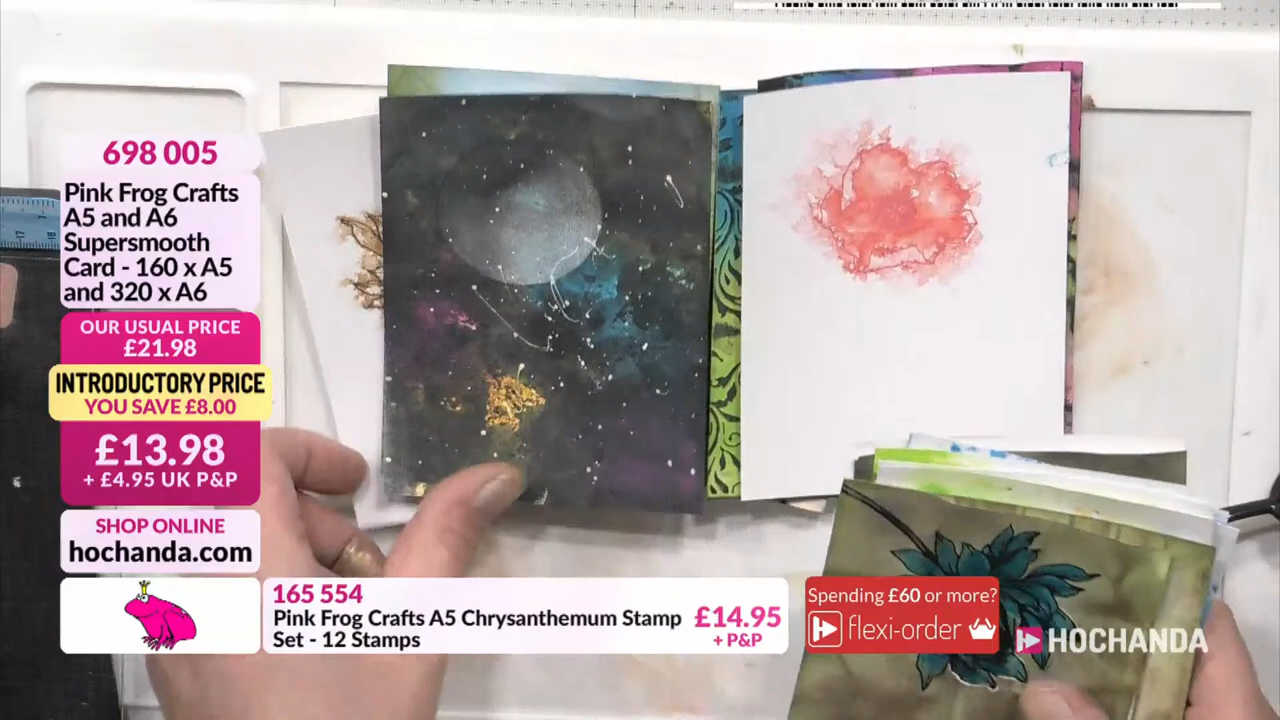 698 005
Pink Frog Crafts
A5 and A6
Supersmooth
Card - 160 x A5
and 320 x A6
OUR USUAL PRICE
£21.98
INTRODUCTORY PRICE
YOU SAVE £8.00
£13.98
+ £4.95 UK P&P
SHOP ONLINE
hochanda.com
165 554
Pink Frog Crafts A5 Chrysanthemum Stamp
Set - 12 Stamps
£14.95
+ P&P
Spending £60 or more?
flexi-order
HOCHANDA
17
18